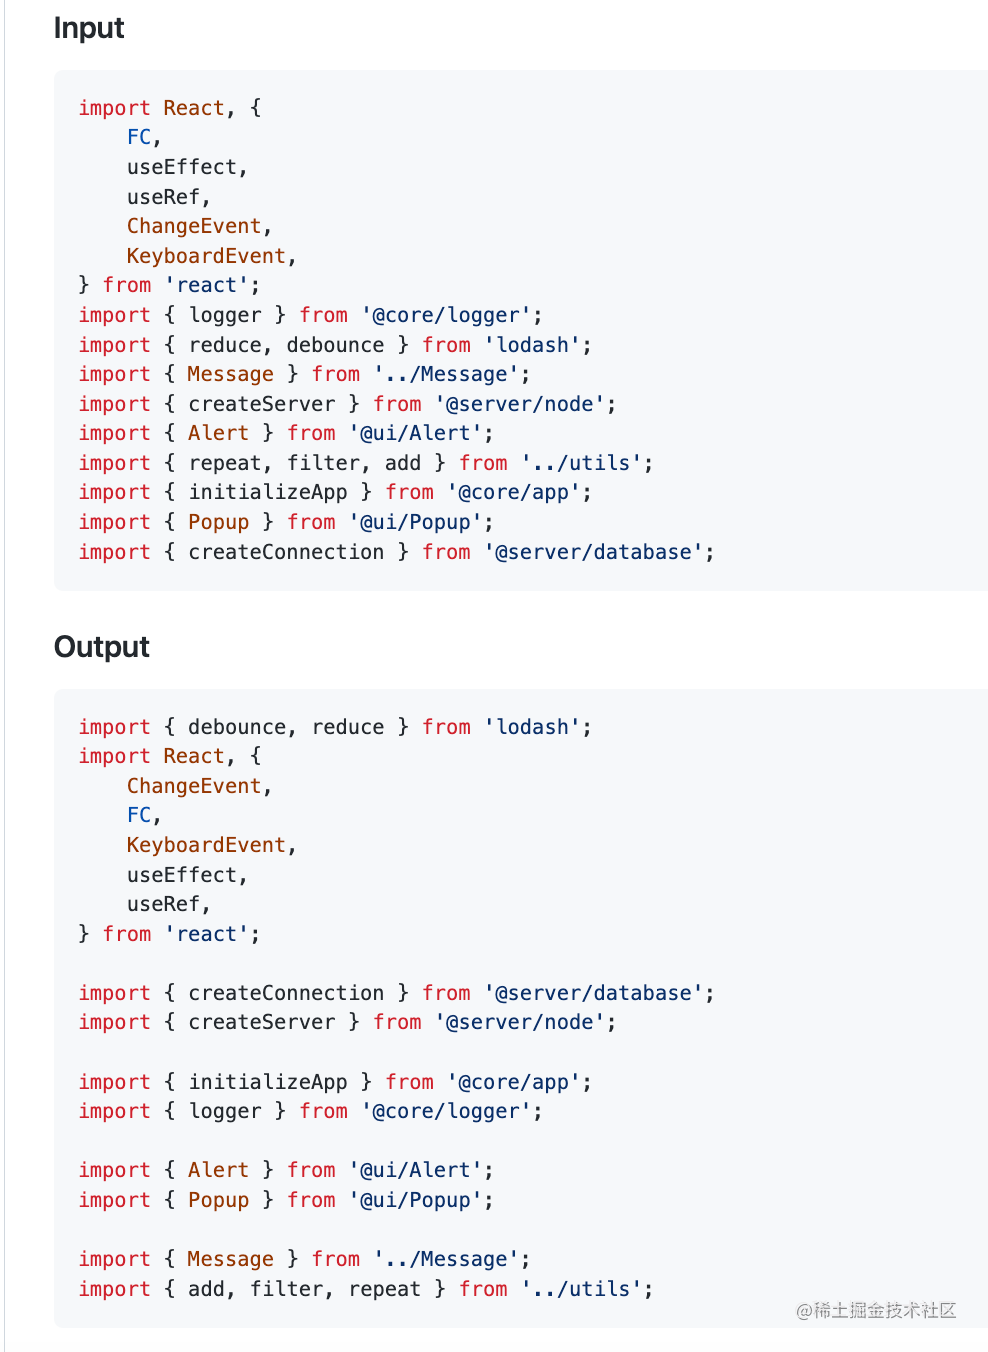 Input
import React, {
    FC,
    useEffect,
    useRef,
    ChangeEvent,
    KeyboardEvent,
} from 'react';
import { logger } from '@core/logger';
import { reduce, debounce } from 'lodash';
import { Message } from '../Message';
import { createServer } from '@server/node';
import { Alert } from '@ui/Alert';
import { repeat, filter, add } from '../utils';
import { initializeApp } from '@core/app';
import { Popup } from '@ui/Popup';
import { createConnection } from '@server/database';
Output
import { debounce, reduce } from 'lodash';
import React, {
    ChangeEvent,
    FC,
    KeyboardEvent,
    useEffect,
    useRef,
} from 'react';
import { createConnection } from '@server/database';
import { createServer } from '@server/node';
import { initializeApp } from '@core/app';
import { logger } from '@core/logger';
import { Alert } from '@ui/Alert';
import { Popup } from '@ui/Popup';
import { Message } from '../Message';
import { add, filter, repeat } from '../utils';
@稀土掘金技术社区